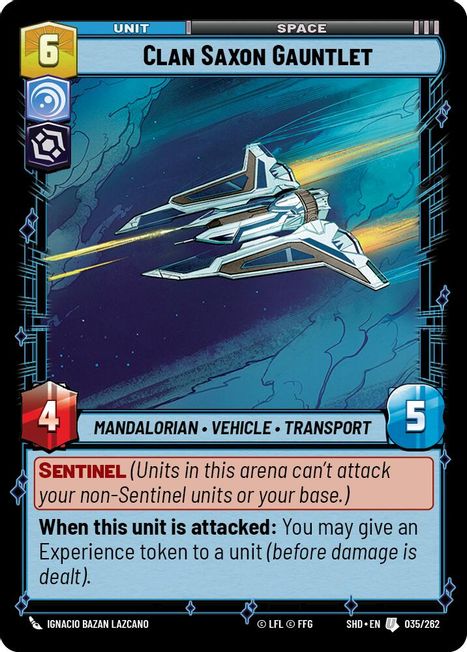 UNIT
SPACE
6
CLAN SAXON GAUNTLET
4
5
MANDALORIAN • VEHICLE • TRANSPORT
SENTINEL (Units in this arena can't attack
your non-Sentinel units or your base.)
When this unit is attacked: You may give an
Experience token to a unit (before damage is
dealt).
IGNACIO BAZAN LAZCANO
© LFL © FFG
SHD • EN
U
035/262